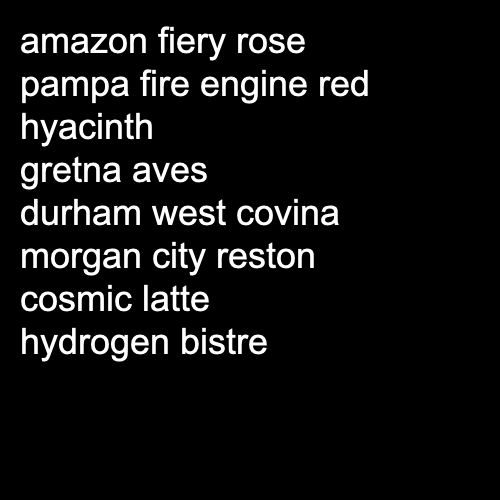 amazon fiery rose
pampa fire engine red
hyacinth
gretna aves
durham west covina
morgan city reston
cosmic latte
hydrogen bistre